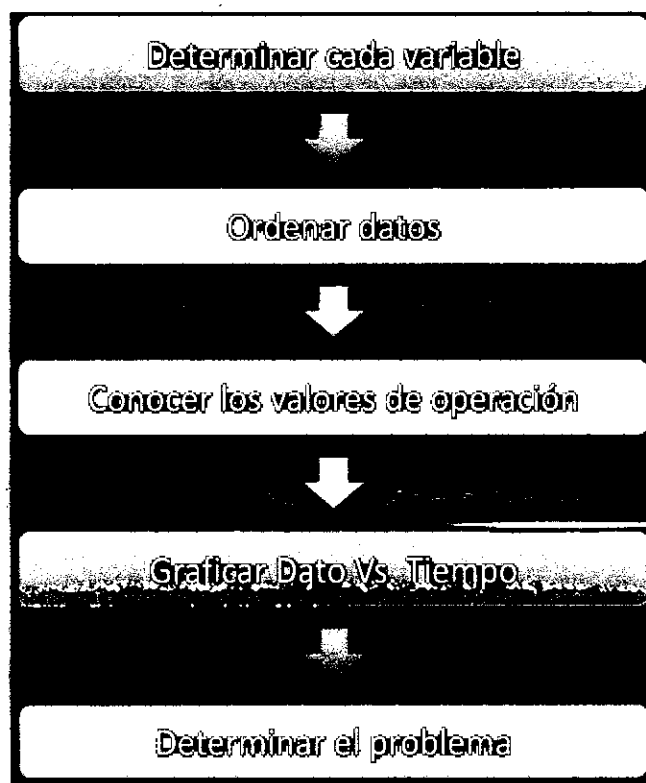 Determinar cada variable
Ordenar datos
Conocer los valores de operación
Graficar Dato Vs. Tiempo
Determinar el problema